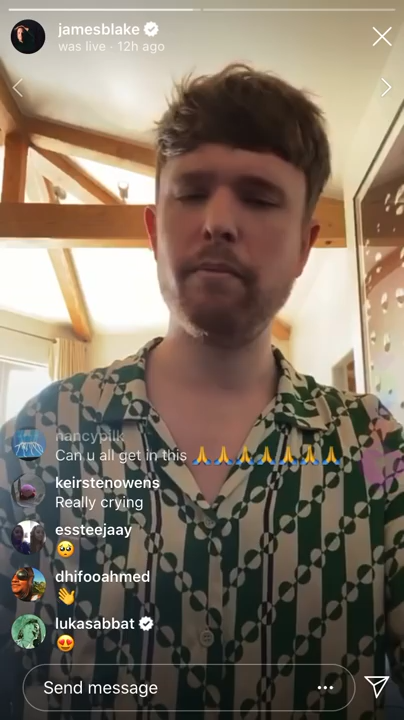 jamesblake
was live · 12h ago
nancypilk
Can u all get in this 🙏🙏🙏🙏🙏🙏🙏
keirstenowens
Really crying
essteejaay
🥺
dhifooahmed
👋
lukasabbat
😍
Send message